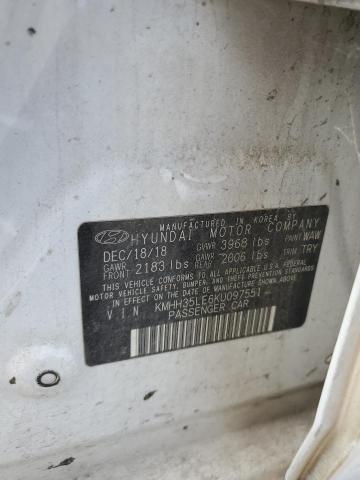 MANUFACTURED IN KOREA BY
HYUNDAI MOTOR COMPANY
DEC/18/18 GVWR 3968 lbs PAINT WAW
GAWR FRONT 2183 lbs GAWR REAR 2006 lbs TRIM TRY
THIS VEHICLE CONFORMS TO ALL APPLICABLE U.S.A FEDERAL
MOTOR VEHICLE SAFETY, BUMPER, AND THEFT PREVENTION
STANDARDS IN EFFECT ON THE DATE OF MANUFACTURE SHOWN ABOVE.
VIN KMHH35LE6KU097551
PASSENGER CAR